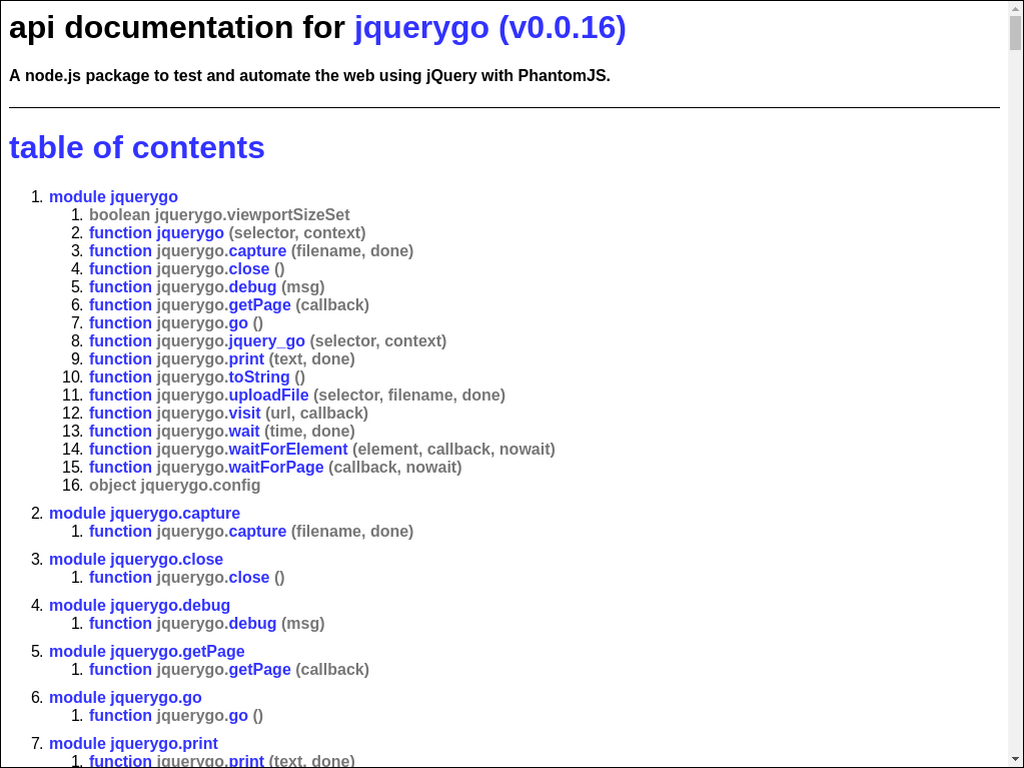 api documentation for jquerygo (v0.0.16)
A node.js package to test and automate the web using jQuery with PhantomJS.
table of contents
1. module jquerygo
1. boolean jquerygo.viewportSizeSet
2. function jquerygo (selector, context)
3. function jquerygo.capture (filename, done)
4. function jquerygo.close ()
5. function jquerygo.debug (msg)
6. function jquerygo.getPage (callback)
7. function jquerygo.go ()
8. function jquerygo.jquery_go (selector, context)
9. function jquerygo.print (text, done)
10. function jquerygo.toString ()
11. function jquerygo.uploadFile (selector, filename, done)
12. function jquerygo.visit (url, callback)
13. function jquerygo.wait (time, done)
14. function jquerygo.waitForElement (element, callback, nowait)
15. function jquerygo.waitForPage (callback, nowait)
16. object jquerygo.config
2. module jquerygo.capture
1. function jquerygo.capture (filename, done)
3. module jquerygo.close
1. function jquerygo.close ()
4. module jquerygo.debug
1. function jquerygo.debug (msg)
5. module jquerygo.getPage
1. function jquerygo.getPage (callback)
6. module jquerygo.go
1. function jquerygo.go ()
7. module jquerygo.print
1. function jquerygo.print (text, done)